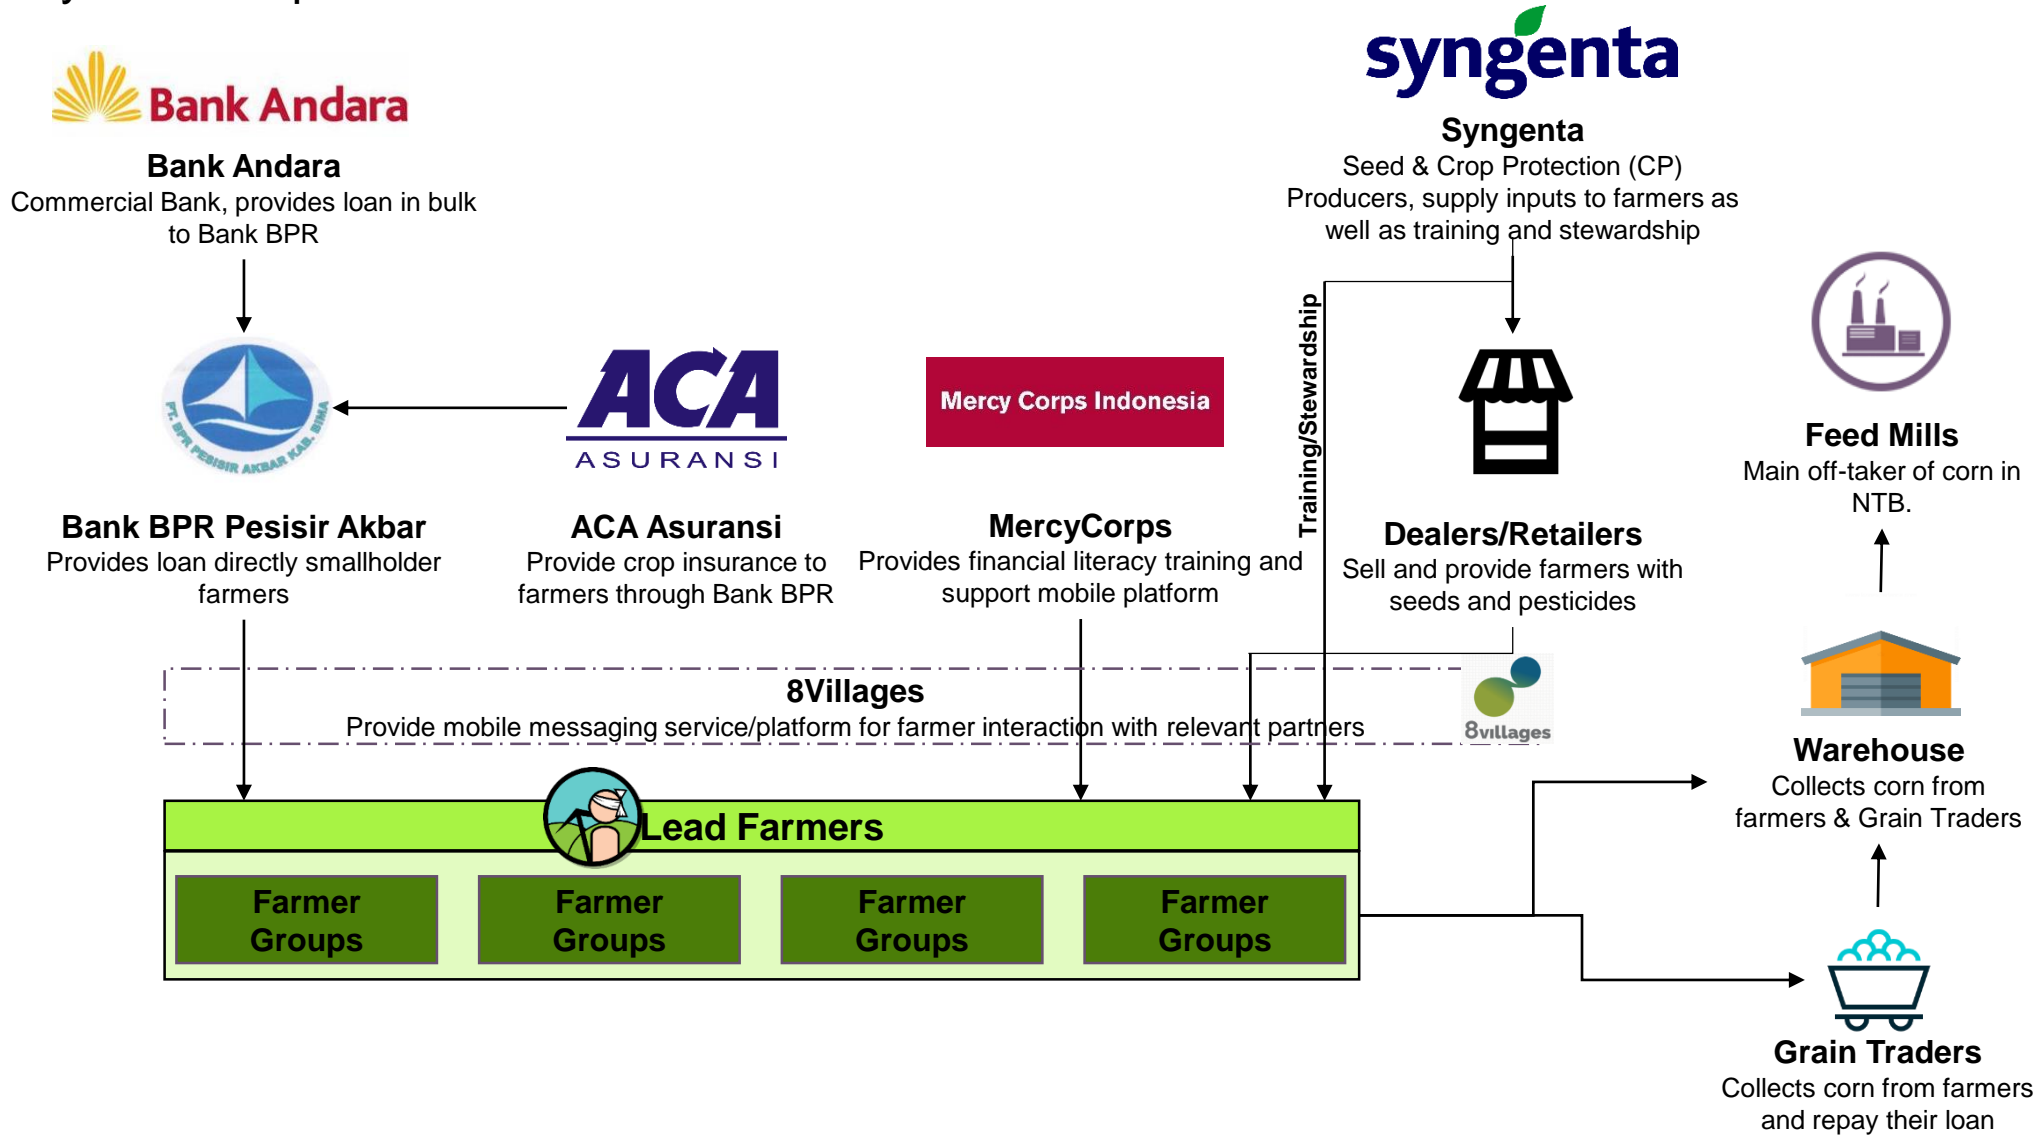 Bank Andara
Bank Andara
Commercial Bank, provides loan in bulk
to Bank BPR
syngenta
Syngenta
Seed & Crop Protection (CP)
Producers, supply inputs to farmers as
well as training and stewardship
PT. BPR PESISIR AKBAR KAB. BIMA
Bank BPR Pesisir Akbar
Provides loan directly smallholder
farmers
ACA
ASURANSI
ACA Asuransi
Provide crop insurance to
farmers through Bank BPR
Mercy Corps Indonesia
MercyCorps
Provides financial literacy training and
support mobile platform
Training/Stewardship
Dealers/Retailers
Sell and provide farmers with
seeds and pesticides
Feed Mills
Main off-taker of corn in
NTB.
8Villages
Provide mobile messaging service/platform for farmer interaction with relevant partners
8villages
Warehouse
Collects corn from
farmers & Grain Traders
Lead Farmers
Farmer
Groups
Farmer
Groups
Farmer
Groups
Farmer
Groups
Grain Traders
Collects corn from farmers
and repay their loan